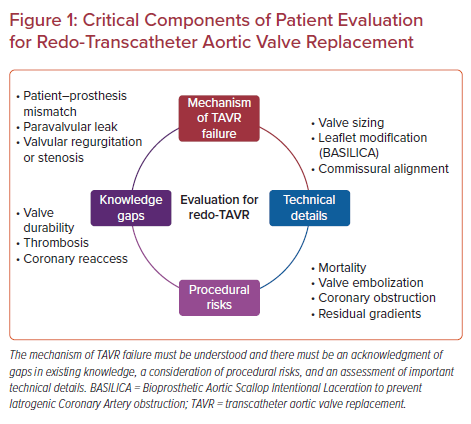 Figure 1: Critical Components of Patient Evaluation
for Redo-Transcatheter Aortic Valve Replacement
• Patient–prosthesis
mismatch
• Paravalvular leak
• Valvular regurgitation
or stenosis
Mechanism
of TAVR
failure
• Valve sizing
• Leaflet modification
(BASILICA)
• Commissural alignment
Knowledge
gaps
Evaluation for
redo-TAVR
Technical
details
• Valve
durability
• Thrombosis
• Coronary reaccess
Procedural
risks
• Mortality
• Valve embolization
• Coronary obstruction
• Residual gradients
The mechanism of TAVR failure must be understood and there must be an acknowledgment of
gaps in existing knowledge, a consideration of procedural risks, and an assessment of important
technical details. BASILICA = Bioprosthetic Aortic Scallop Intentional Laceration to prevent
Iatrogenic Coronary Artery obstruction; TAVR = transcatheter aortic valve replacement.